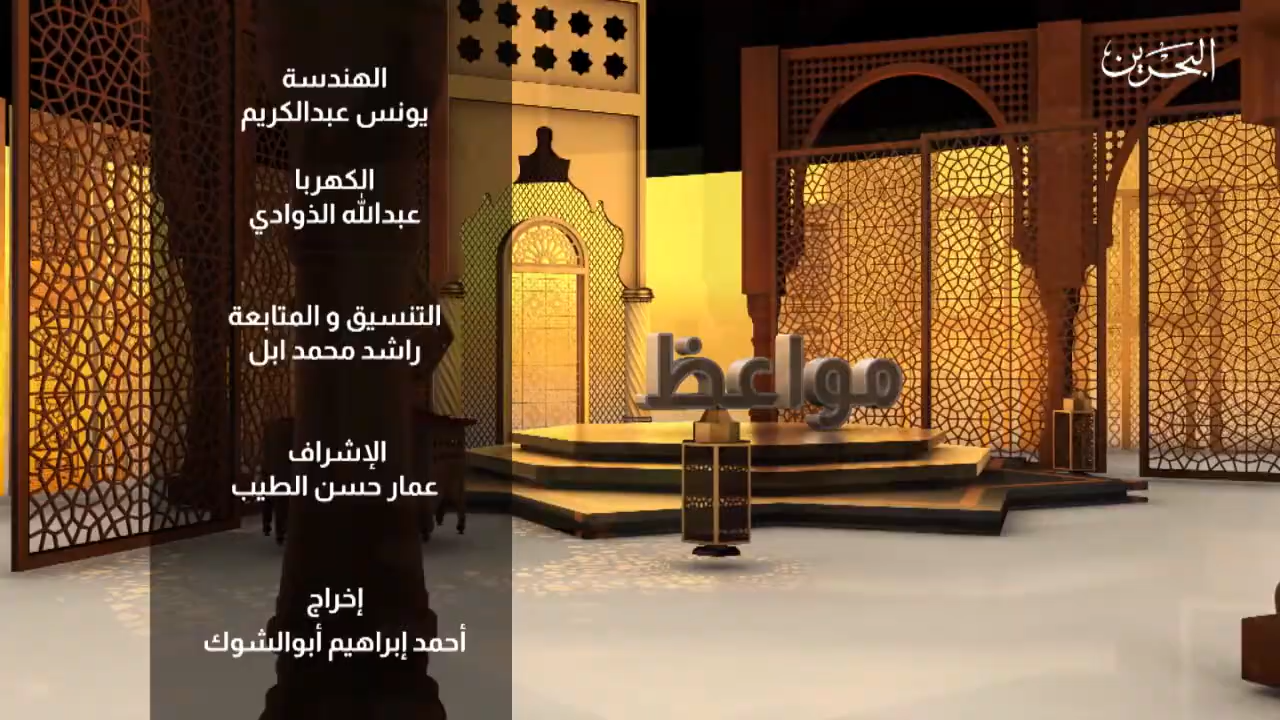 البحرين
الهندسة
يونس عبدالكريم
الكهربا
عبدالله الذوادي
التنسيق و المتابعة
راشد محمد ابل
الإشراف
عمار حسن الطيب
إخراج
أحمد إبراهيم أبوالشوك
مواعظ